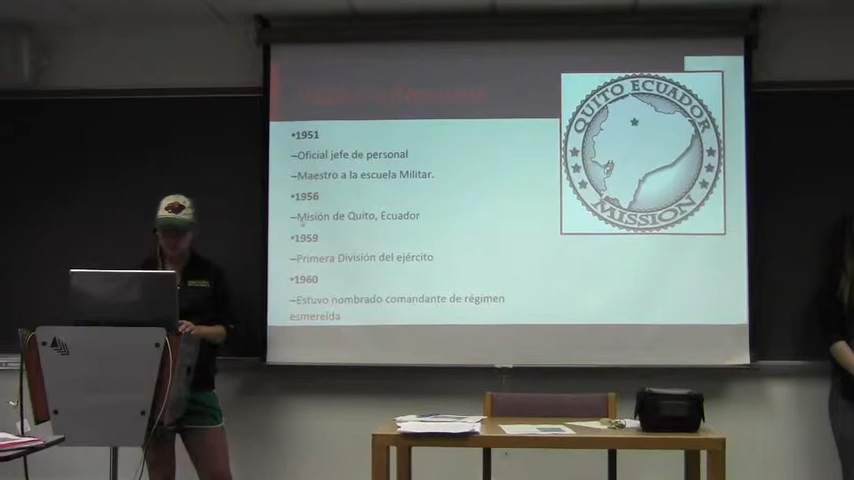 •1951
–Oficial jefe de personal
–Maestro a la escuela Militar.
•1956
–Misión de Quito, Ecuador
•1959
–Primera División del ejército
•1960
–Estuvo nombrado comandante de régimen
esmereída
QUITO ECUADOR
MISSION